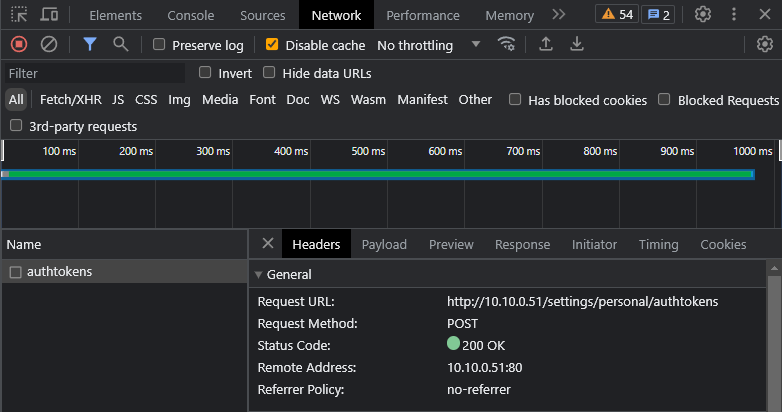 Elements Console Sources Network Performance Memory 54 2
Preserve log Disable cache No throttling
Filter Invert Hide data URLs
All Fetch/XHR JS CSS Img Media Font Doc WS Wasm Manifest Other Has blocked cookies Blocked Requests
3rd-party requests
100 ms 200 ms 300 ms 400 ms 500 ms 600 ms 700 ms 800 ms 900 ms 1000 ms
Name Headers Payload Preview Response Initiator Timing Cookies
authtokens
General
Request URL: http://10.10.0.51/settings/personal/authtokens
Request Method: POST
Status Code: 200 OK
Remote Address: 10.10.0.51:80
Referrer Policy: no-referrer